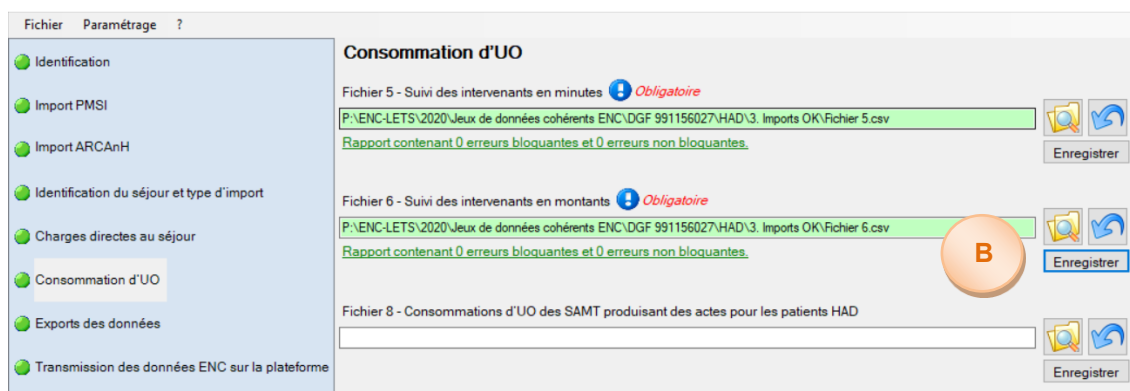 Fichier Paramétrage ?
Identification
Import PMSI
Import ARCAnH
Identification du séjour et type d'import
Charges directes au séjour
Consommation d'UO
Exports des données
Transmission des données ENC sur la plateforme
Consommation d'UO
Fichier 5 - Suivi des intervenants en minutes ! Obligatoire
P:\ENC-LETS\2020\Jeux de données cohérents ENC\DGF 991156027\HAD\3. Imports OK\Fichier 5.csv
Rapport contenant 0 erreurs bloquantes et 0 erreurs non bloquantes.
Enregistrer
Fichier 6 - Suivi des intervenants en montants ! Obligatoire
P:\ENC-LETS\2020\Jeux de données cohérents ENC\DGF 991156027\HAD\3. Imports OK\Fichier 6.csv
Rapport contenant 0 erreurs bloquantes et 0 erreurs non bloquantes.
B
Enregistrer
Fichier 8 - Consommations d'UO des SAMT produisant des actes pour les patients HAD
Enregistrer